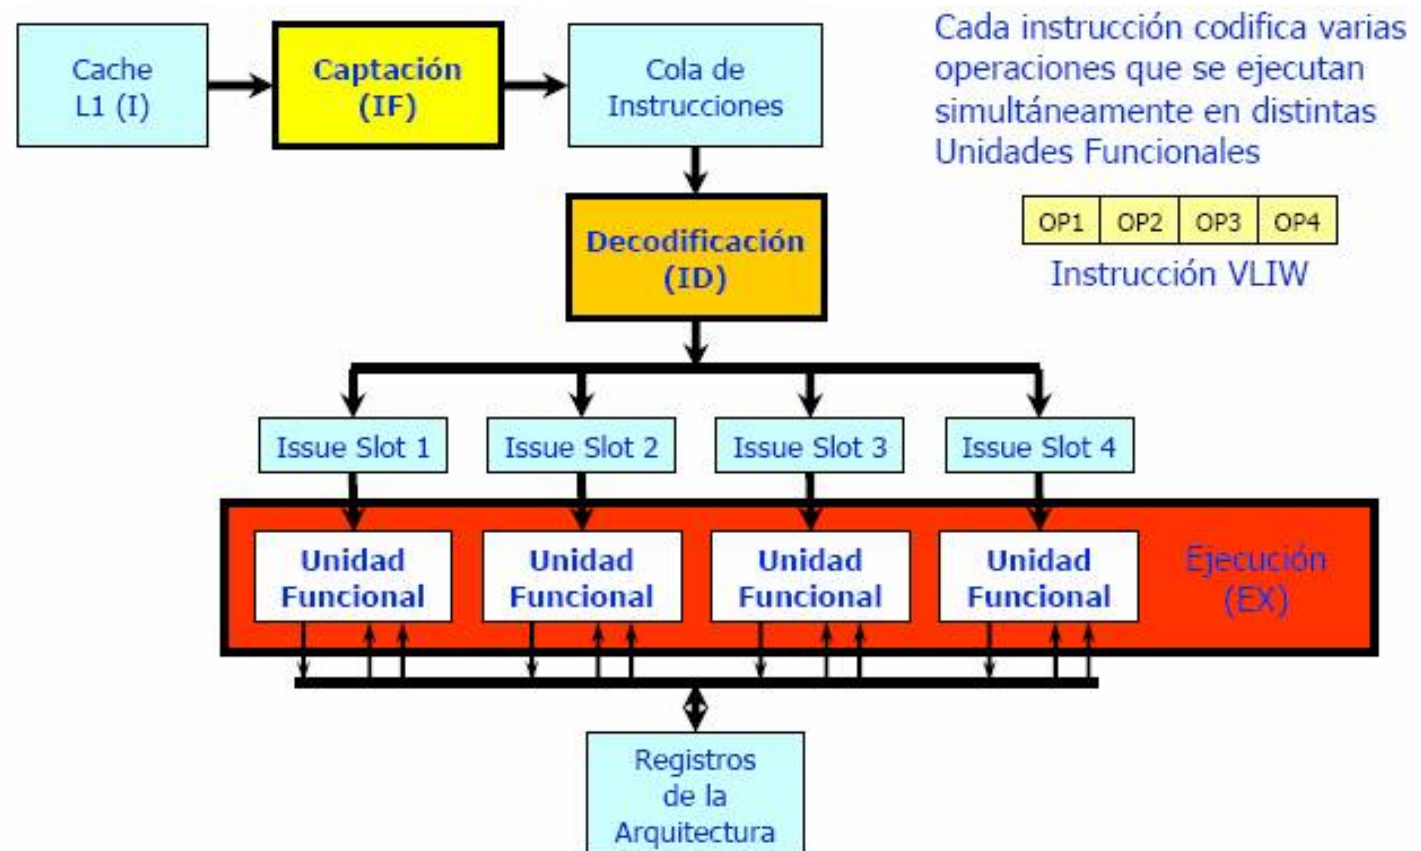 Cache
L1 (I)
Captación
(IF)
Cola de
Instrucciones
Cada instrucción codifica varias
operaciones que se ejecutan
simultáneamente en distintas
Unidades Funcionales
OP1 OP2 OP3 OP4
Instrucción VLIW
Decodificación
(ID)
Issue Slot 1
Issue Slot 2
Issue Slot 3
Issue Slot 4
Unidad
Funcional
Unidad
Funcional
Unidad
Funcional
Unidad
Funcional
Ejecución
(EX)
Registros
de la
Arquitectura